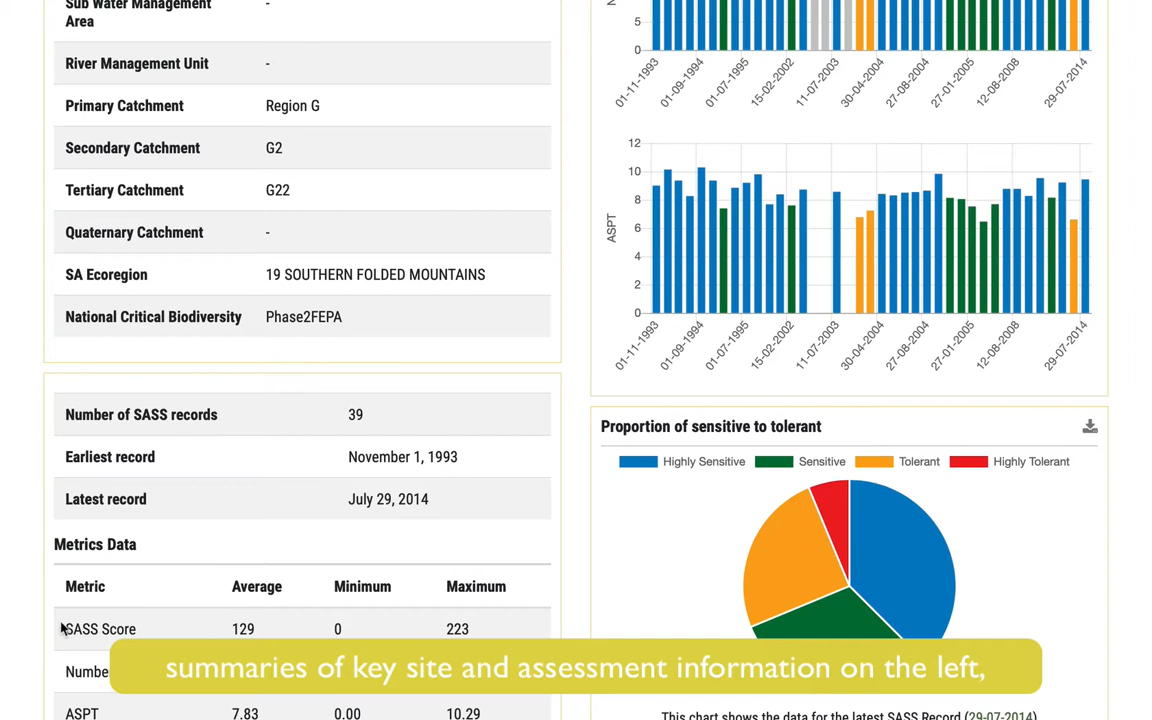 Sub Water Management -
Area
River Management Unit -
Primary Catchment Region G
Secondary Catchment G2
Tertiary Catchment G22
Quaternary Catchment -
SA Ecoregion 19 SOUTHERN FOLDED MOUNTAINS
National Critical Biodiversity Phase2FEPA
Number of SASS records 39
Earliest record November 1, 1993
Latest record July 29, 2014
Metrics Data
Metric Average Minimum Maximum
SASS Score 129 0 223
ASPT 7.83 0.00 10.29
5
0
01-11-1993 01-09-1994 01-07-1995 15-02-2002 11-07-2003 30-04-2004 27-08-2004 27-01-2005 12-08-2008 29-07-2014
ASPT
12
10
8
6
4
2
0
01-11-1993 01-09-1994 01-07-1995 15-02-2002 11-07-2003 30-04-2004 27-08-2004 27-01-2005 12-08-2008 29-07-2014
Proportion of sensitive to tolerant
Highly Sensitive Sensitive Tolerant Highly Tolerant
This chart shows the data for the latest SASS Record (29-07-2014)
summaries of key site and assessment information on the left,